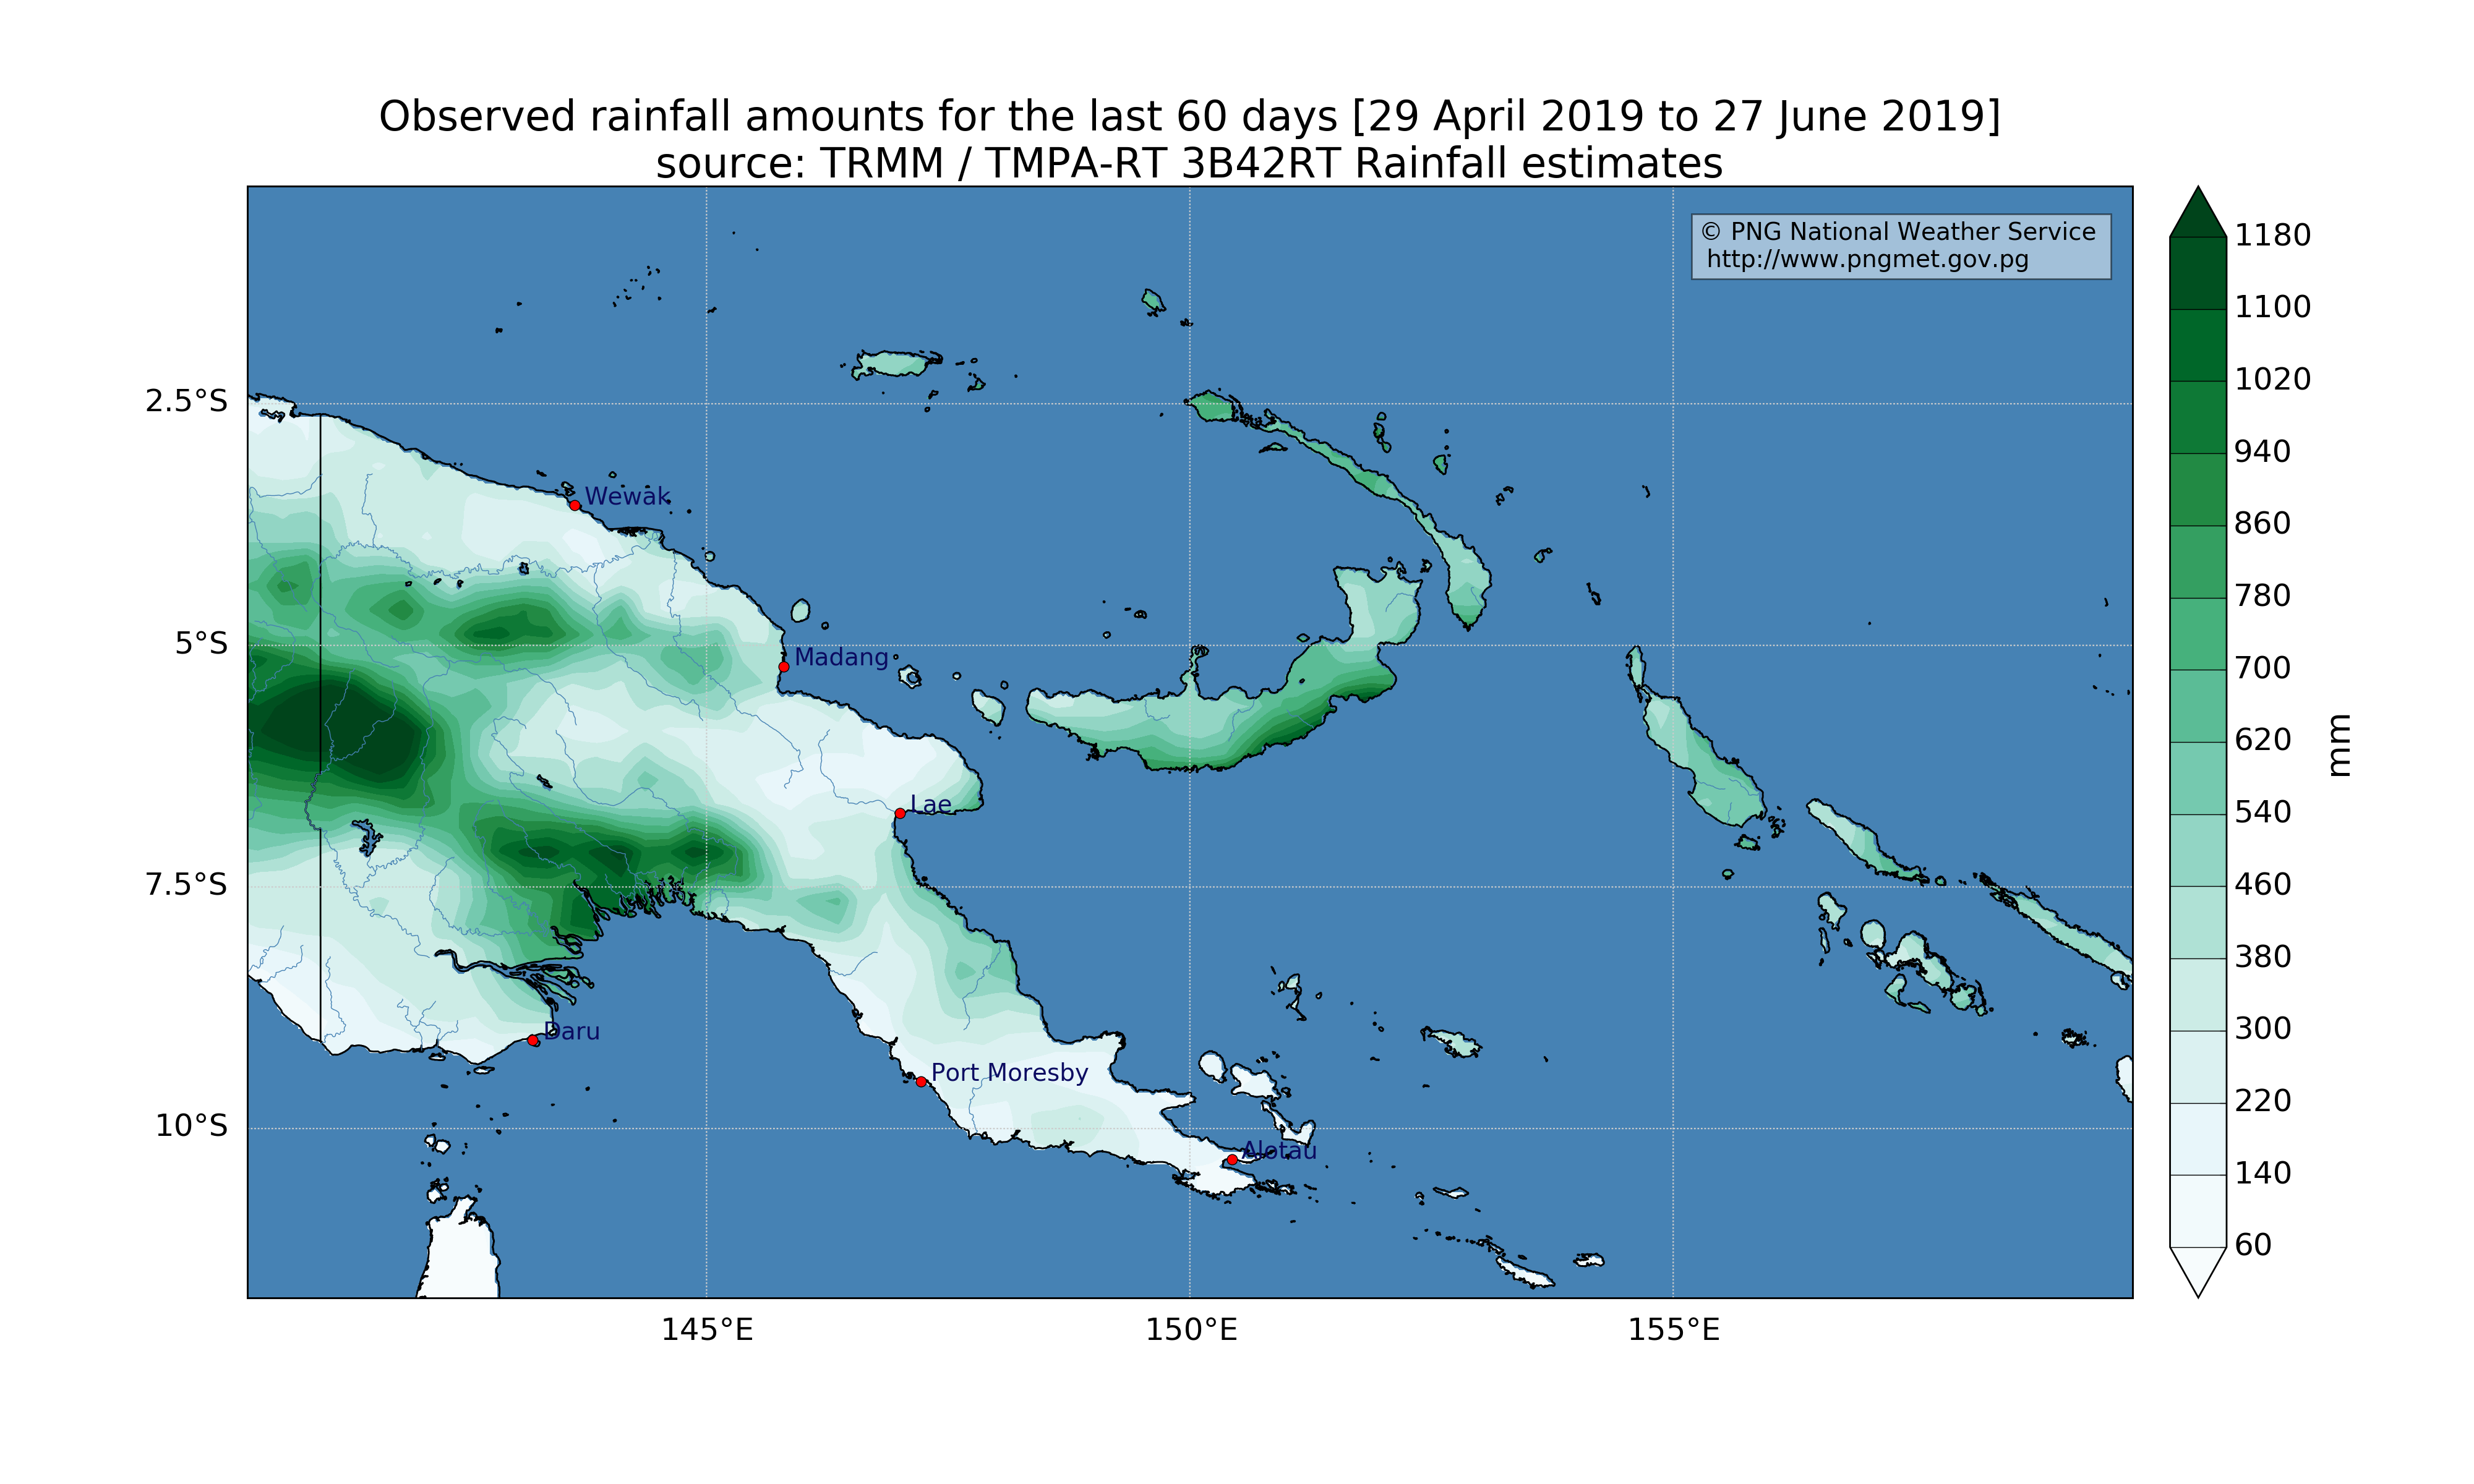 Observed rainfall amounts for the last 60 days [29 April 2019 to 27 June 2019]
source: TRMM / TMPA-RT 3B42RT Rainfall estimates
© PNG National Weather Service
http://www.pngmet.gov.pg
2.5°S
5°S
7.5°S
10°S
145°E
150°E
155°E
Wewak
Madang
Lae
Daru
Port Moresby
Alotau
1180
1100
1020
940
860
780
700
620
540
460
380
300
220
140
60
mm